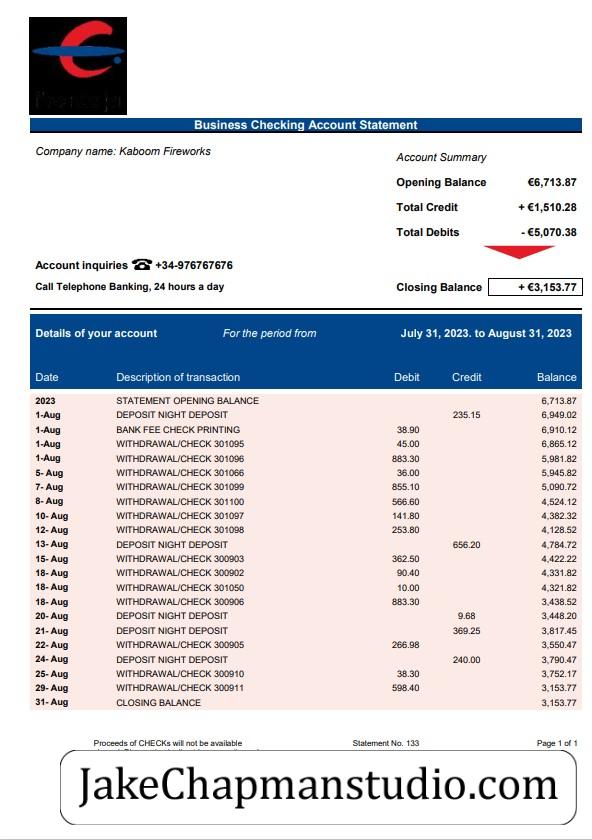 Business Checking Account Statement
Company name: Kaboom Fireworks
Account Summary
Opening Balance €6,713.87
Total Credit + €1,510.28
Total Debits - €5,070.38
Account inquiries ☎ +34-976767676
Call Telephone Banking, 24 hours a day
Closing Balance + €3,153.77
Details of your account For the period from July 31, 2023. to August 31, 2023
Date Description of transaction Debit Credit Balance
2023 STATEMENT OPENING BALANCE 6,713.87
1-Aug DEPOSIT NIGHT DEPOSIT 235.15 6,949.02
1-Aug BANK FEE CHECK PRINTING 38.90 6,910.12
1-Aug WITHDRAWAL/CHECK 301095 45.00 6,865.12
1-Aug WITHDRAWAL/CHECK 301096 883.30 5,981.82
5- Aug WITHDRAWAL/CHECK 301066 36.00 5,945.82
7- Aug WITHDRAWAL/CHECK 301099 855.10 5,090.72
8- Aug WITHDRAWAL/CHECK 301100 566.60 4,524.12
10- Aug WITHDRAWAL/CHECK 301097 141.80 4,382.32
12- Aug WITHDRAWAL/CHECK 301098 253.80 4,128.52
13- Aug DEPOSIT NIGHT DEPOSIT 656.20 4,784.72
15- Aug WITHDRAWAL/CHECK 300903 362.50 4,422.22
18- Aug WITHDRAWAL/CHECK 300902 90.40 4,331.82
18- Aug WITHDRAWAL/CHECK 301050 10.00 4,321.82
18- Aug WITHDRAWAL/CHECK 300906 883.30 3,438.52
20- Aug DEPOSIT NIGHT DEPOSIT 9.68 3,448.20
21- Aug DEPOSIT NIGHT DEPOSIT 369.25 3,817.45
22- Aug WITHDRAWAL/CHECK 300905 266.98 3,550.47
24- Aug DEPOSIT NIGHT DEPOSIT 240.00 3,790.47
25- Aug WITHDRAWAL/CHECK 300910 38.30 3,752.17
29- Aug WITHDRAWAL/CHECK 300911 598.40 3,153.77
31- Aug CLOSING BALANCE 3,153.77
Proceeds of CHECKs will not be available Statement No. 133 Page 1 of 1
JakeChapmanstudio.com